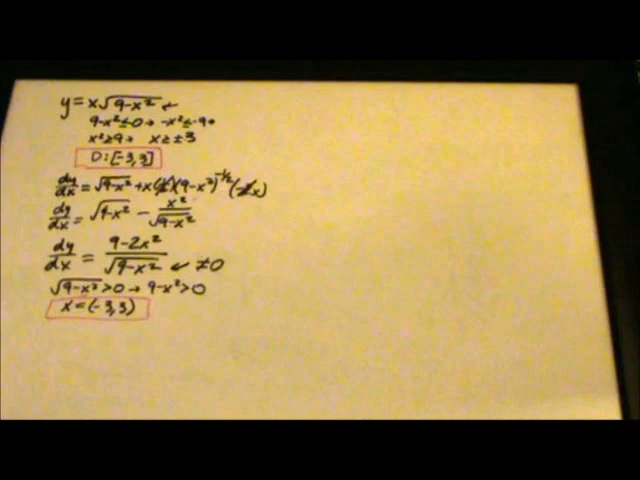 y = x√(9-x²) ↙
9-x² ≤ 0 → -x² ≤ -9 →
x² ≥ 9 → x ≥ ±3
D: [-3,3]
dy/dx = √(9-x²) + x(½)(9-x²)^(-1/2)(-2x)
dy/dx = √(9-x²) - x²/√(9-x²)
dy/dx = (9-2x²)/√(9-x²) ↙ ≠0
√(9-x²) > 0 → 9-x² > 0
x = (-3,3)